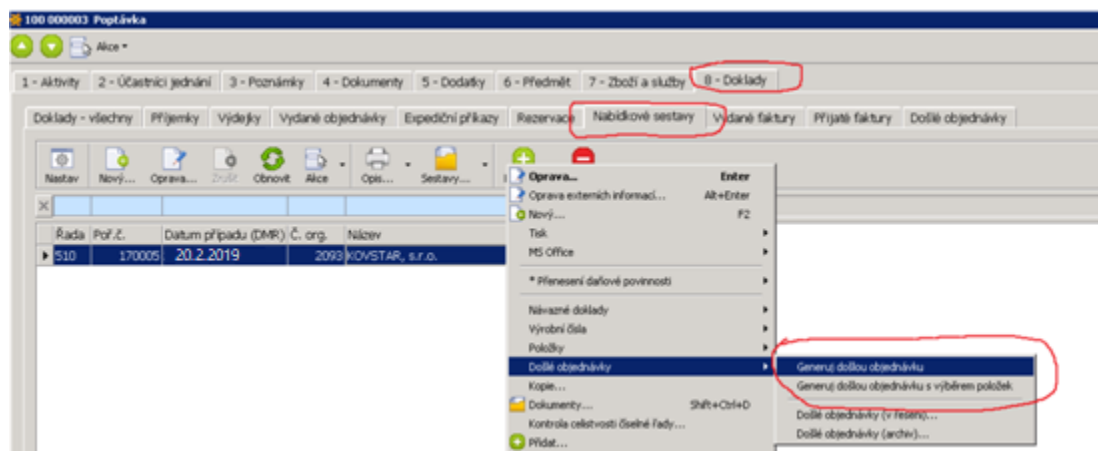 100 000003 Poptávka
Akce
1 - Aktivity 2 - Účastníci jednání 3 - Poznámky 4 - Dokumenty 5 - Dodatky 6 - Předmět 7 - Zboží a služby 8 - Doklady
Doklady - všechny Příjemky Výdejky Vydané objednávky Expediční příkazy Rezervace Nabídkové sestavy Vydané faktury Přijaté faktury Došlé objednávky
Nastav Nový... Oprava... Zrušit Obnovit Akce Opis... Sestavy...
Oprava... Enter
Oprava externích informací... Alt+Enter
Nový... F2
Řada Poř.č. Datum případu (DMR) Č. org. Název
Tisk
510 170005 20.2.2019 2093 KOVSTAR, s.r.o.
MS Office
* Přenesení daňové povinnosti
Návazné doklady
Výrobní čísla
Položky
Došlé objednávky
Generuj došlou objednávku
Kopie...
Generuj došlou objednávku s výběrem položek
Dokumenty... Shift+Ctrl+D
Došlé objednávky (v řešení)...
Kontrola celistvosti číselné řady...
Došlé objednávky (archiv)...
Přidat...